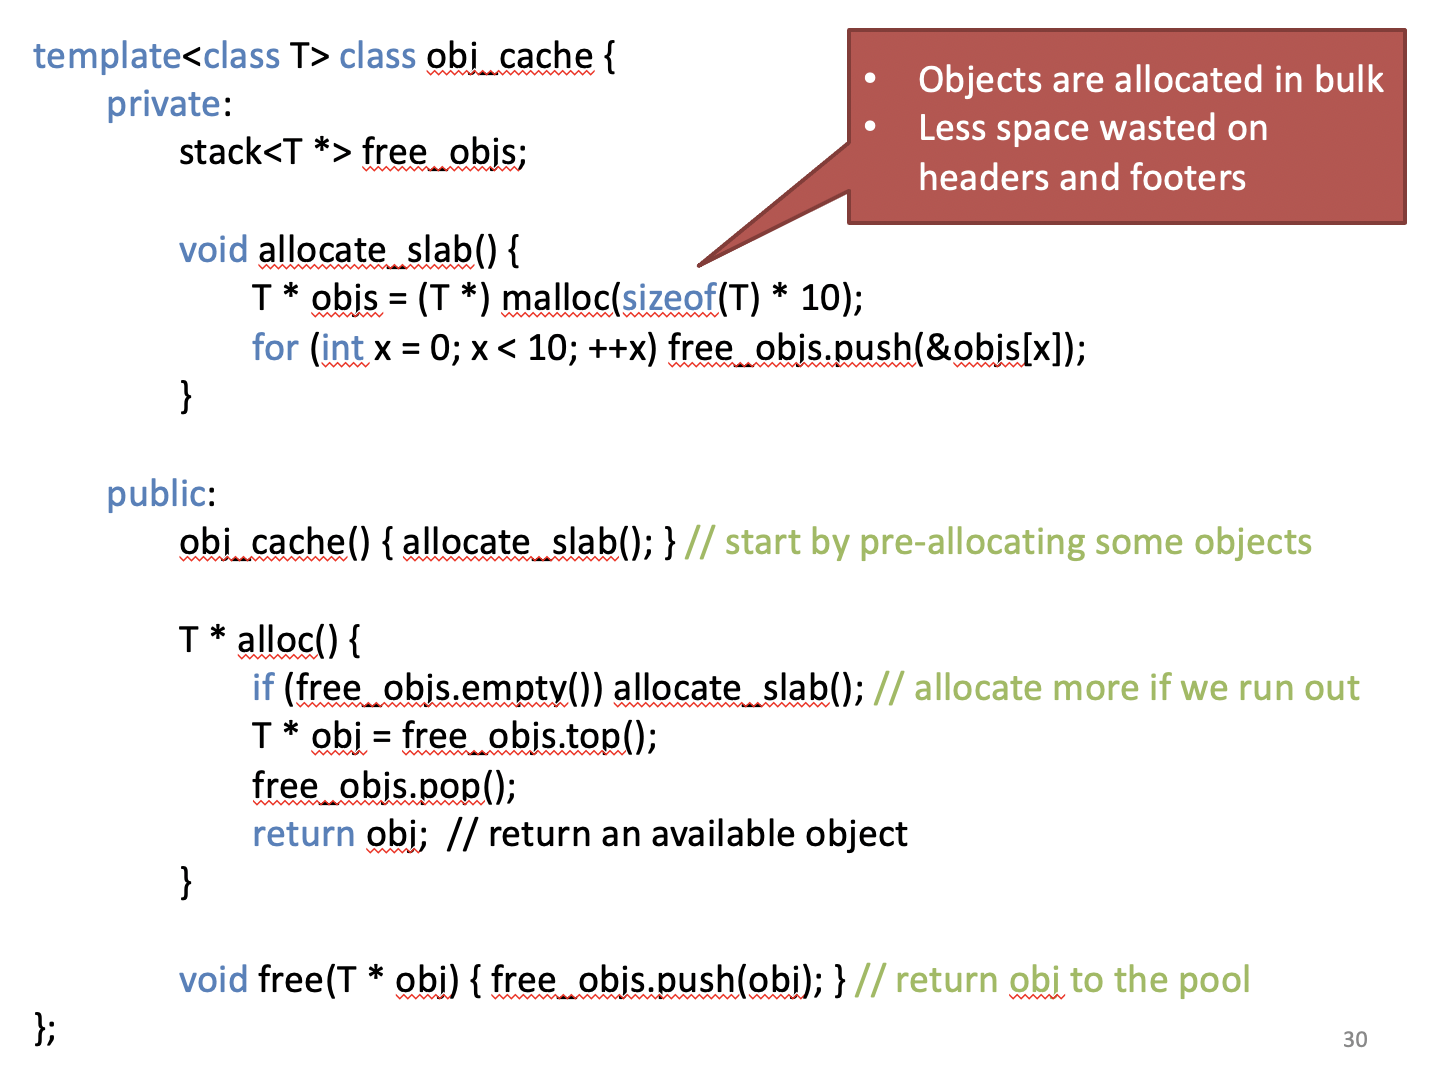 template<class T> class obj_cache {
private:
stack<T *> free_objs;
void allocate_slab() {
T * objs = (T *) malloc(sizeof(T) * 10);
for (int x = 0; x < 10; ++x) free_objs.push(&objs[x]);
}
public:
obj_cache() { allocate_slab(); } // start by pre-allocating some objects
T * alloc() {
if (free_objs.empty()) allocate_slab(); // allocate more if we run out
T * obj = free_objs.top();
free_objs.pop();
return obj;  // return an available object
}
void free(T * obj) { free_objs.push(obj); } // return obj to the pool
};
• Objects are allocated in bulk
• Less space wasted on
headers and footers
30